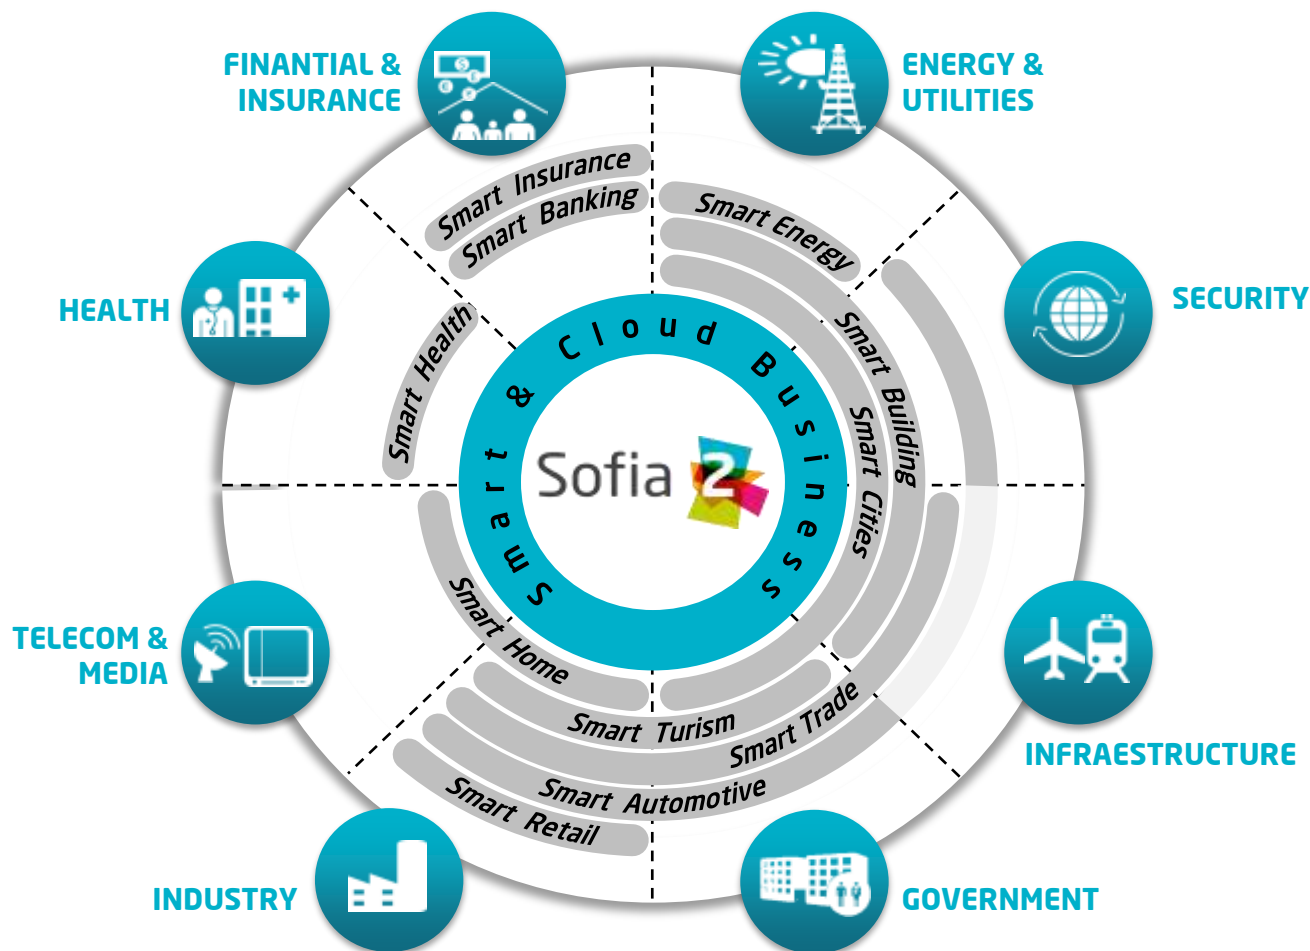 FINANTIAL &
INSURANCE
ENERGY &
UTILITIES
HEALTH
SECURITY
TELECOM &
MEDIA
INFRAESTRUCTURE
INDUSTRY
GOVERNMENT
Smart Insurance
Smart Banking
Smart Energy
Smart Building
Smart Cities
Smart Health
Smart Home
Smart Turism
Smart Trade
Smart Automotive
Smart Retail
Smart & Cloud Business
Sofia 2